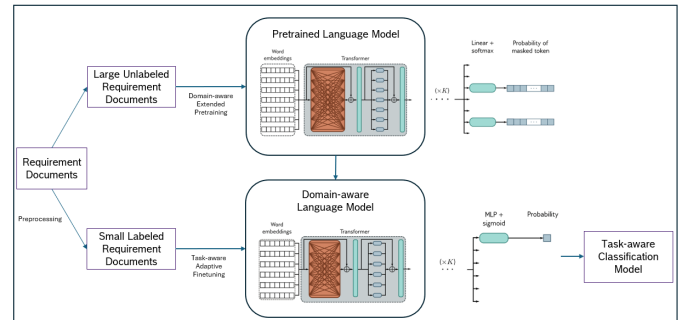 Pretrained Language Model
Word
embeddings
Transformer
Linear +
softmax
Probability of
masked token
(×K)
Large Unlabeled
Requirement
Documents
Domain-aware
Extended
Pretraining
Requirement
Documents
Preprocessing
Small Labeled
Requirement
Documents
Task-aware
Adaptive
Finetuning
Domain-aware
Language Model
Word
embeddings
Transformer
(×K)
MLP +
sigmoid
Probability
Task-aware
Classification
Model